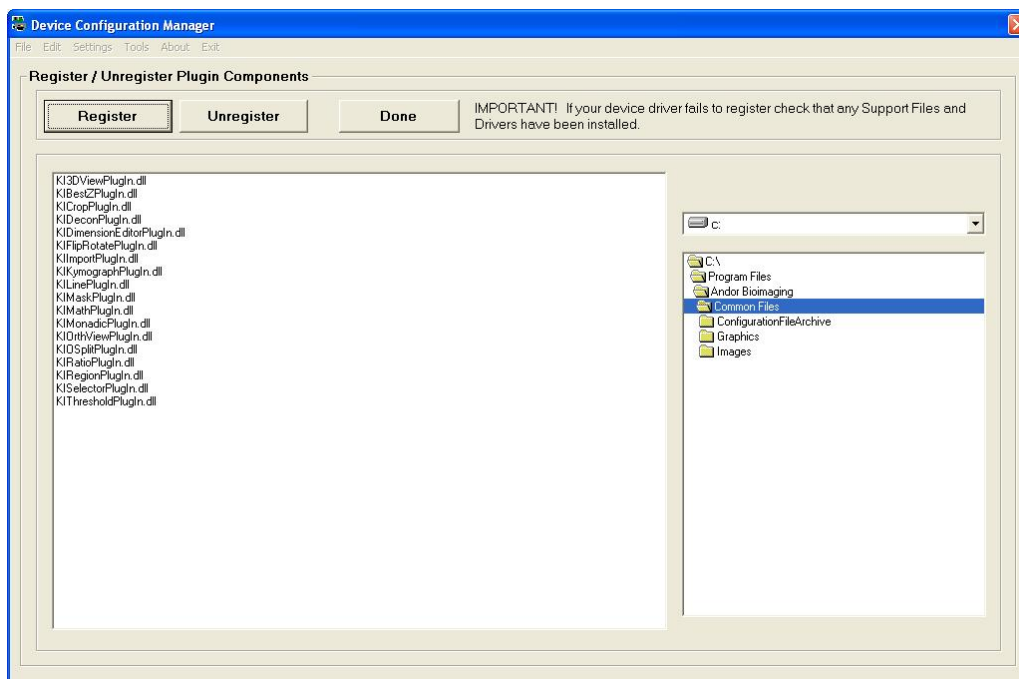 Device Configuration Manager
File Edit Settings Tools About Exit
Register / Unregister Plugin Components
Register Unregister Done
IMPORTANT! If your device driver fails to register check that any Support Files and
Drivers have been installed.
KI3DViewPlugIn.dll
KIBestZPlugIn.dll
KICropPlugIn.dll
KIDeconPlugIn.dll
KIDimensionEditorPlugIn.dll
KIFlipRotatePlugIn.dll
KIImportPlugIn.dll
KIKymographPlugIn.dll
KILinePlugIn.dll
KIMaskPlugIn.dll
KIMathPlugIn.dll
KIMonadicPlugIn.dll
KIOrthViewPlugIn.dll
KIOSplitPlugIn.dll
KIRatioPlugIn.dll
KIRegionPlugIn.dll
KISelectorPlugIn.dll
KIThresholdPlugIn.dll
c:
C:\
Program Files
Andor Bioimaging
Common Files
ConfigurationFileArchive
Graphics
Images